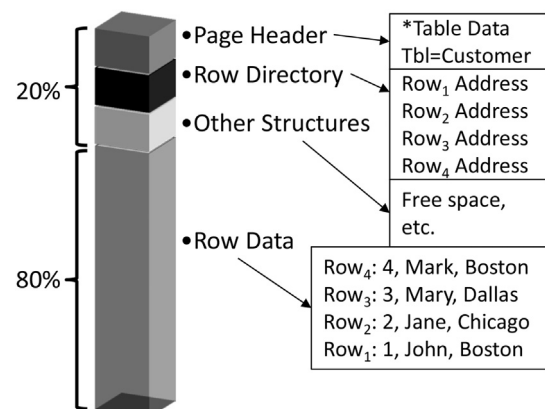 20%
80%
•Page Header
•Row Directory
•Other Structures
•Row Data
*Table Data
Tbl=Customer
Row₁ Address
Row₂ Address
Row₃ Address
Row₄ Address
Free space,
etc.
Row₄: 4, Mark, Boston
Row₃: 3, Mary, Dallas
Row₂: 2, Jane, Chicago
Row₁: 1, John, Boston